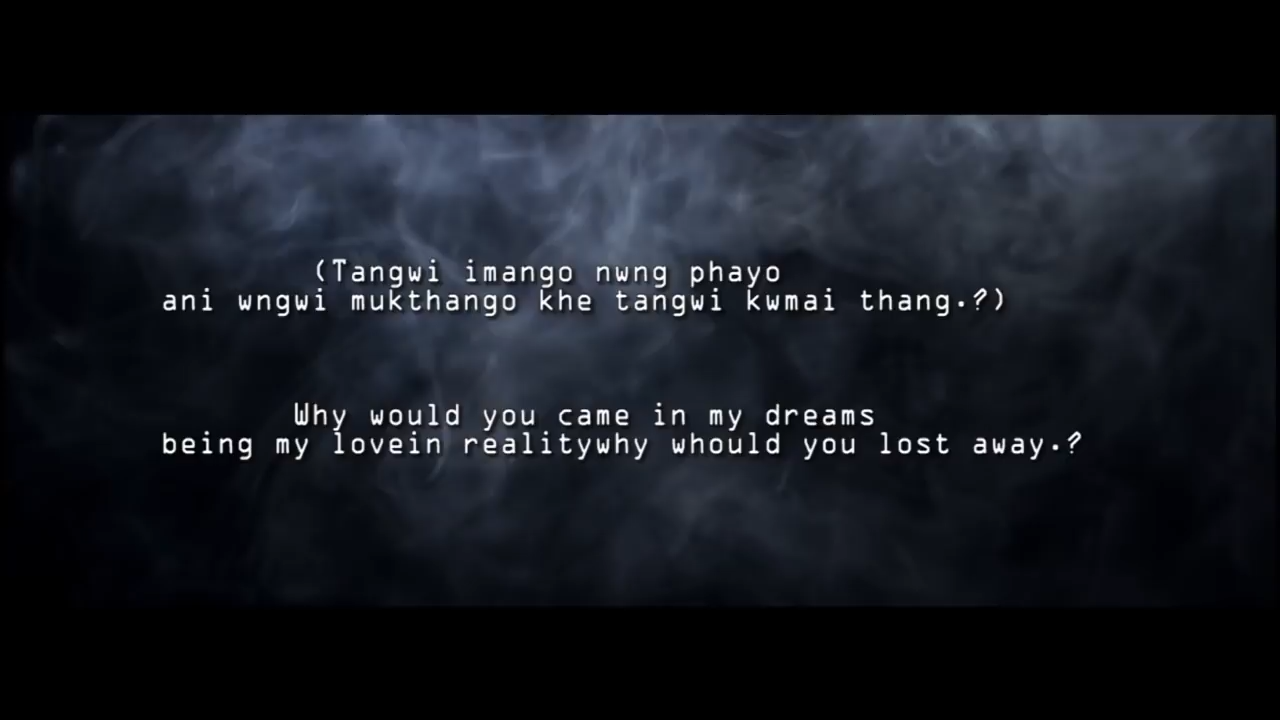 (Tangwi imango nwng phayo
ani wngwi mukthango khe tangwi kwmai thang.?)
Why would you came in my dreams
being my lovein realitywhy whould you lost away.?